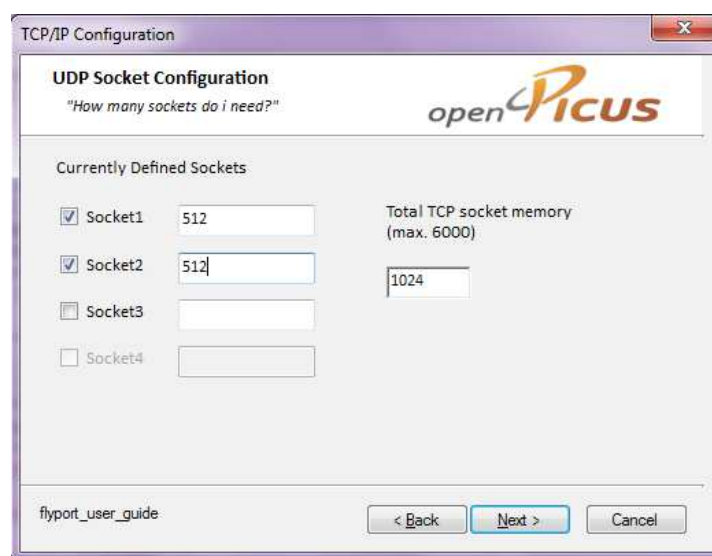 TCP/IP Configuration
UDP Socket Configuration
"How many sockets do i need?"
openPicus
Currently Defined Sockets
Socket1 512
Socket2 512
Socket3
Socket4
Total TCP socket memory
(max. 6000)
1024
flyport_user_guide
< Back
Next >
Cancel